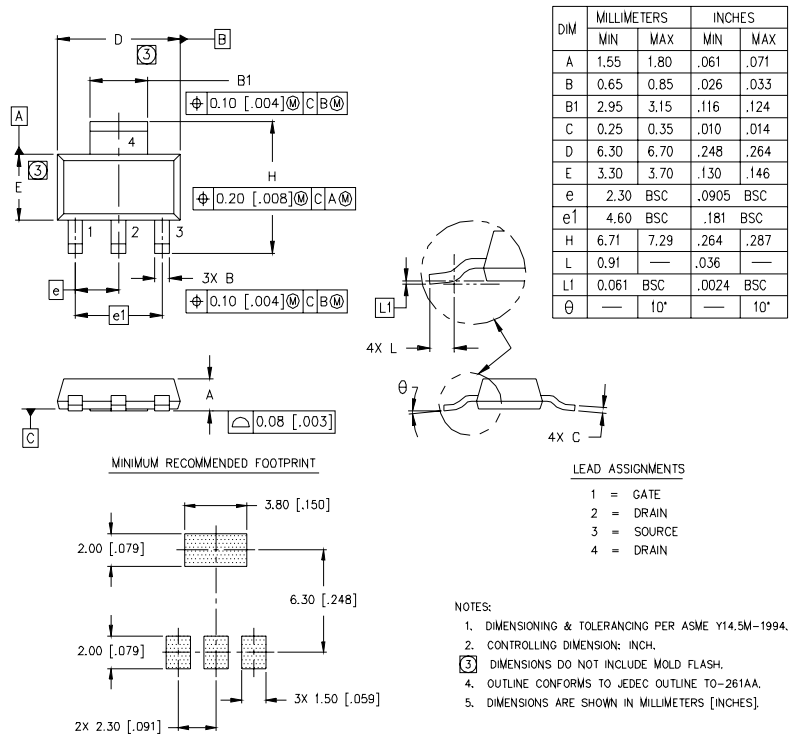 D
B
3
B1
⌖ 0.10 [.004]Ⓜ C BⓂ
A
4
3
E
H
⌖ 0.20 [.008]Ⓜ C AⓂ
1 2 3
3X B
e
⌖ 0.10 [.004]Ⓜ C BⓂ
e1
L1
4X L
θ
A
C
⌓ 0.08 [.003]
4X C
DIM MILLIMETERS INCHES
MIN MAX MIN MAX
A 1.55 1.80 .061 .071
B 0.65 0.85 .026 .033
B1 2.95 3.15 .116 .124
C 0.25 0.35 .010 .014
D 6.30 6.70 .248 .264
E 3.30 3.70 .130 .146
e 2.30 BSC .0905 BSC
e1 4.60 BSC .181 BSC
H 6.71 7.29 .264 .287
L 0.91 — .036 —
L1 0.061 BSC .0024 BSC
θ — 10° — 10°
MINIMUM RECOMMENDED FOOTPRINT
3.80 [.150]
2.00 [.079]
6.30 [.248]
2.00 [.079]
3X 1.50 [.059]
2X 2.30 [.091]
LEAD ASSIGNMENTS
1 = GATE
2 = DRAIN
3 = SOURCE
4 = DRAIN
NOTES:
1. DIMENSIONING & TOLERANCING PER ASME Y14.5M-1994.
2. CONTROLLING DIMENSION: INCH.
3 DIMENSIONS DO NOT INCLUDE MOLD FLASH.
4. OUTLINE CONFORMS TO JEDEC OUTLINE TO-261AA.
5. DIMENSIONS ARE SHOWN IN MILLIMETERS [INCHES].